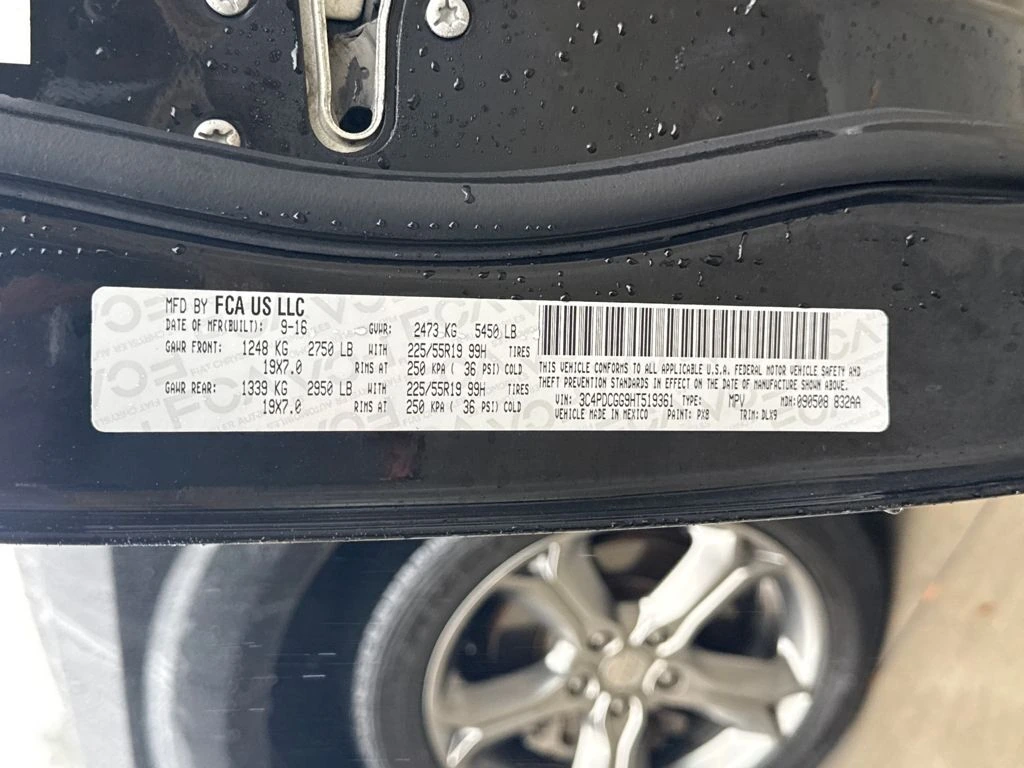 MFD BY FCA US LLC
DATE OF MFR(BUILT): 9-16 GVWR: 2473 KG 5450 LB
GAWR FRONT: 1248 KG 2750 LB WITH 225/55R19 99H TIRES
19X7.0 RIMS AT 250 KPA ( 36 PSI) COLD
GAWR REAR: 1339 KG 2950 LB WITH 225/55R19 99H TIRES
19X7.0 RIMS AT 250 KPA ( 36 PSI) COLD
THIS VEHICLE CONFORMS TO ALL APPLICABLE U.S.A. FEDERAL MOTOR VEHICLE SAFETY AND
THEFT PREVENTION STANDARDS IN EFFECT ON THE DATE OF MANUFACTURE SHOWN ABOVE.
VIN: 3C4PDCGG9HT519361 TYPE: MPV MDH: 090508 832AA
VEHICLE MADE IN MEXICO PAINT: PX8 TRIM: DLX9